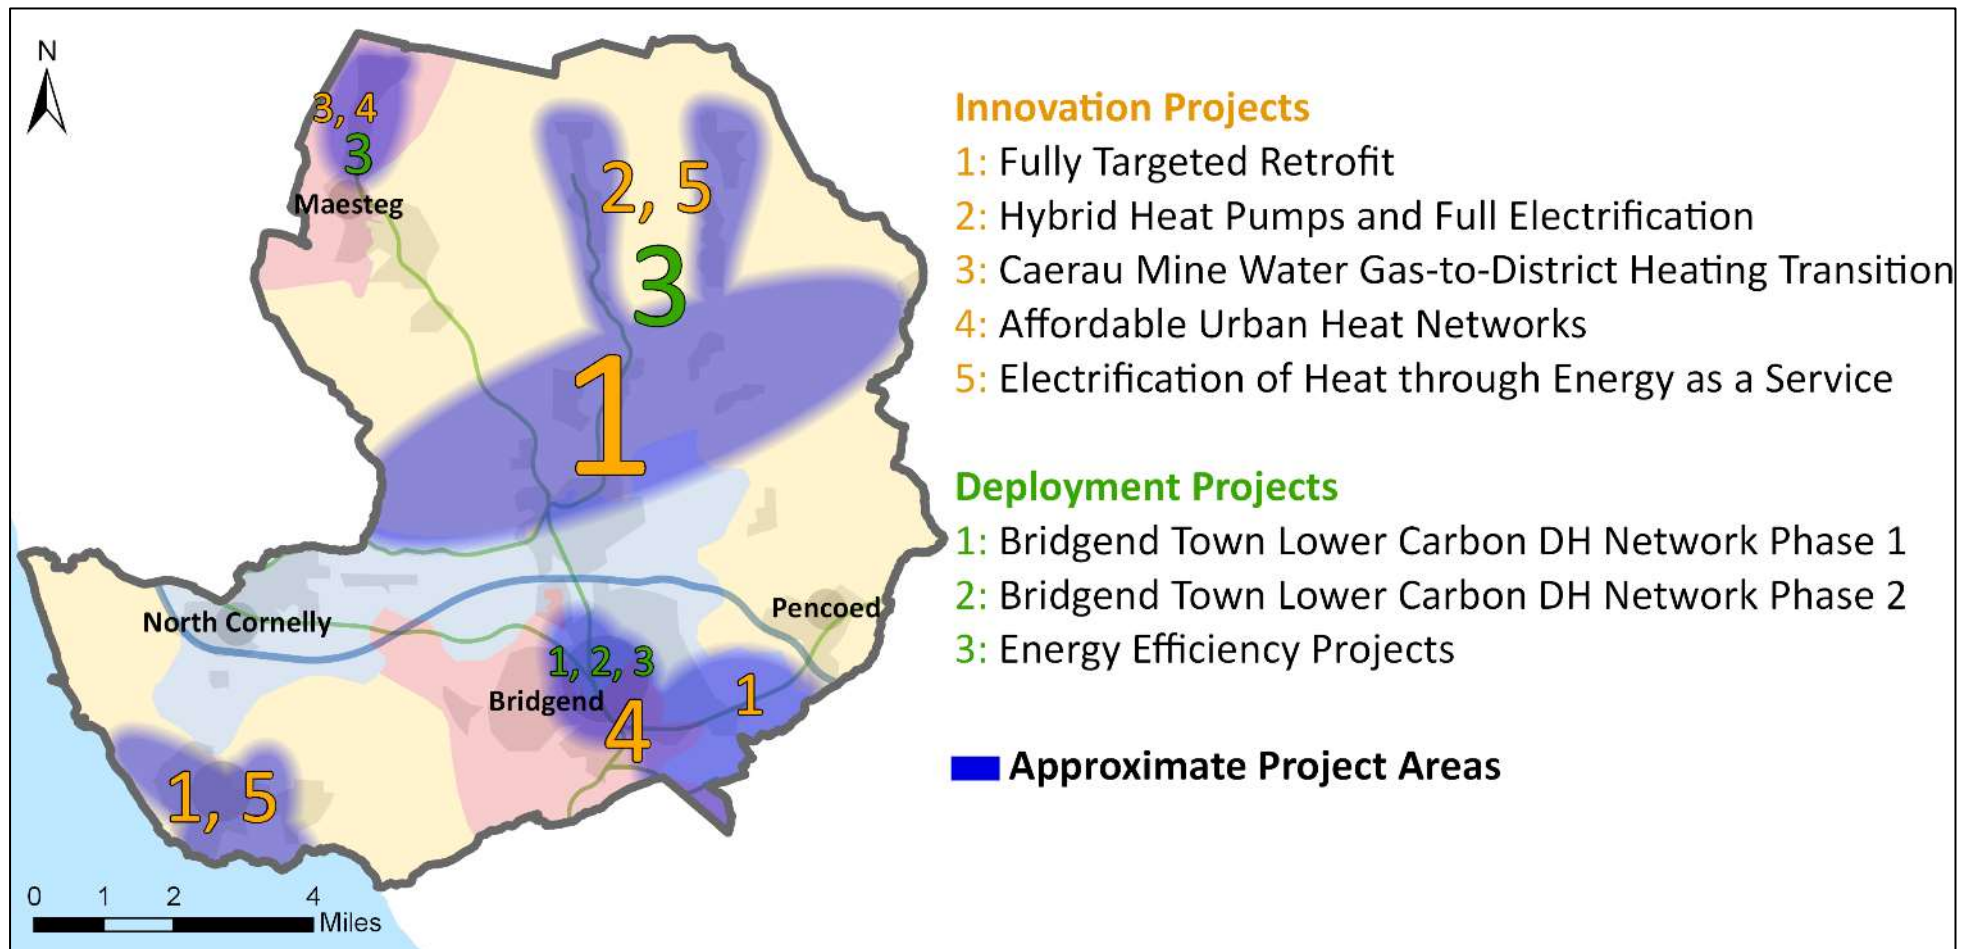 N
3, 4
3
Maesteg
2, 5
3
1
North Cornelly
Pencoed
1, 2, 3
Bridgend
4
1
1, 5
0 1 2 4
Miles
Innovation Projects
1: Fully Targeted Retrofit
2: Hybrid Heat Pumps and Full Electrification
3: Caerau Mine Water Gas-to-District Heating Transition
4: Affordable Urban Heat Networks
5: Electrification of Heat through Energy as a Service
Deployment Projects
1: Bridgend Town Lower Carbon DH Network Phase 1
2: Bridgend Town Lower Carbon DH Network Phase 2
3: Energy Efficiency Projects
Approximate Project Areas